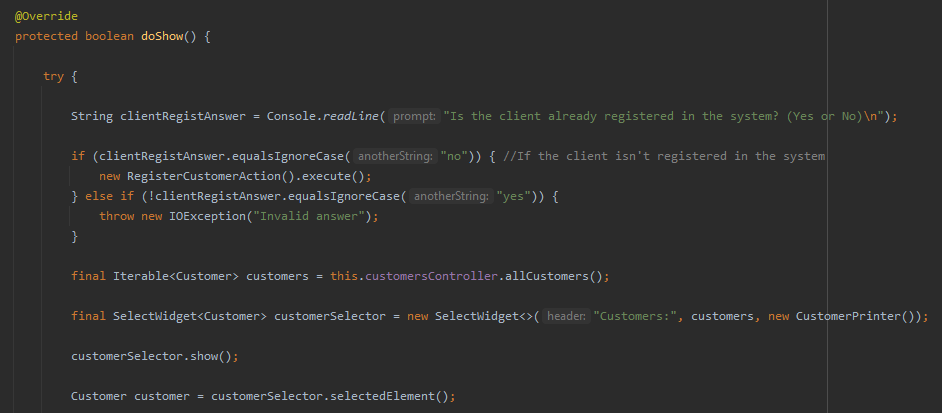 @Override
protected boolean doShow() {
try {
String clientRegistAnswer = Console.readLine( prompt: "Is the client already registered in the system? (Yes or No)\n");
if (clientRegistAnswer.equalsIgnoreCase( anotherString: "no")) { //If the client isn't registered in the system
new RegisterCustomerAction().execute();
} else if (!clientRegistAnswer.equalsIgnoreCase( anotherString: "yes")) {
throw new IOException("Invalid answer");
}
final Iterable<Customer> customers = this.customersController.allCustomers();
final SelectWidget<Customer> customerSelector = new SelectWidget<>( header: "Customers:", customers, new CustomerPrinter());
customerSelector.show();
Customer customer = customerSelector.selectedElement();